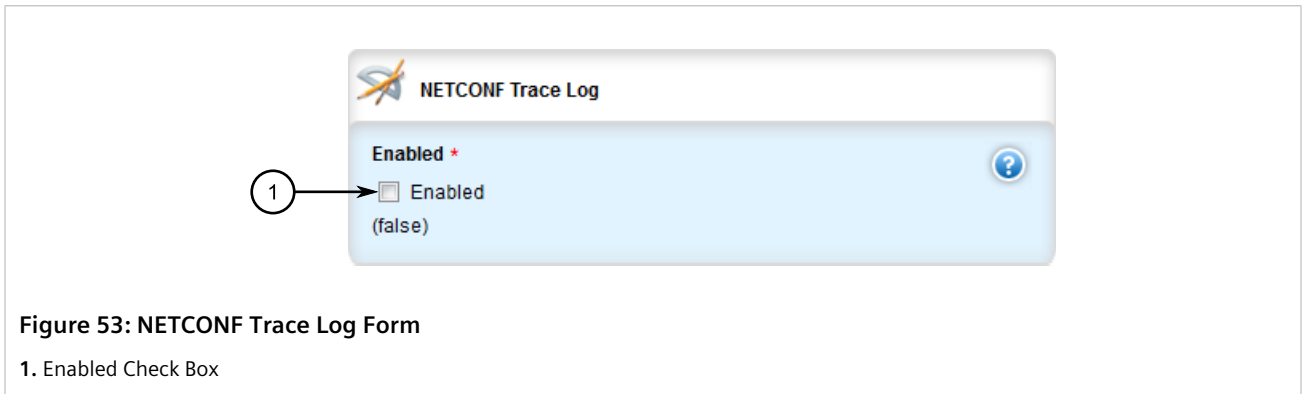 NETCONF Trace Log
Enabled *
?
1
Enabled
(false)
Figure 53: NETCONF Trace Log Form
1. Enabled Check Box